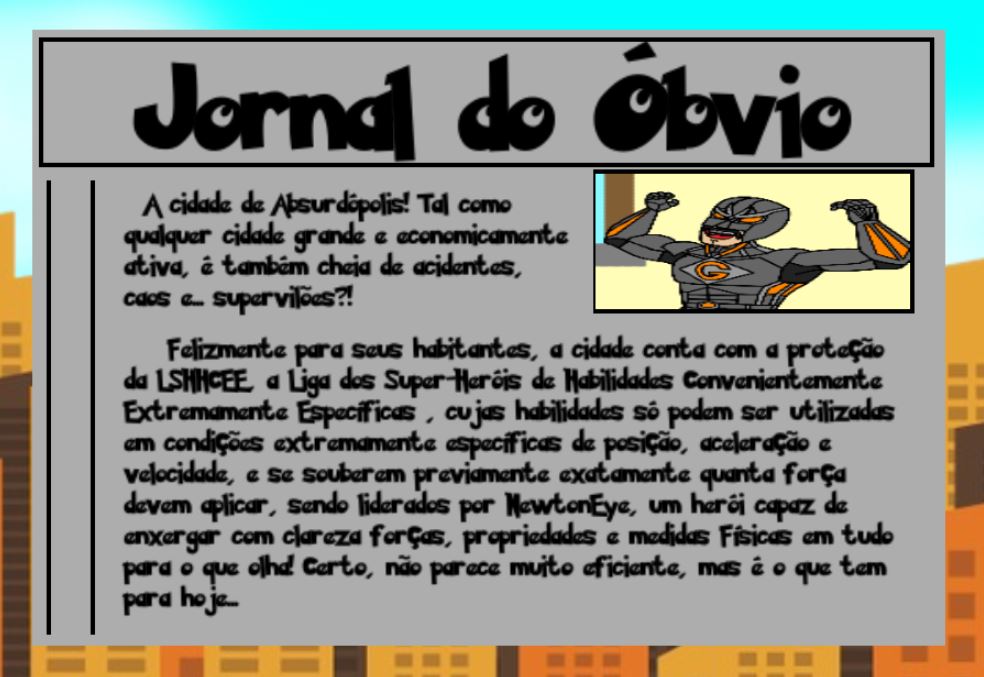 Jornal do Óbvio
A cidade de Absurdópolis! Tal como
qualquer cidade grande e economicamente
ativa, é também cheia de acidentes,
caos e... supervilões?!
G
Felizmente para seus habitantes, a cidade conta com a proteção
da LSHHCEE, a Liga dos Super-Heróis de Habilidades Convenientemente
Extremamente Específicas , cujas habilidades só podem ser utilizadas
em condições extremamente específicas de posição, aceleração e
velocidade, e se souberem previamente exatamente quanta força
devem aplicar, sendo liderados por NewtonEye, um herói capaz de
enxergar com clareza forças, propriedades e medidas Físicas em tudo
para o que olha! Certo, não parece muito eficiente, mas é o que tem
para hoje...